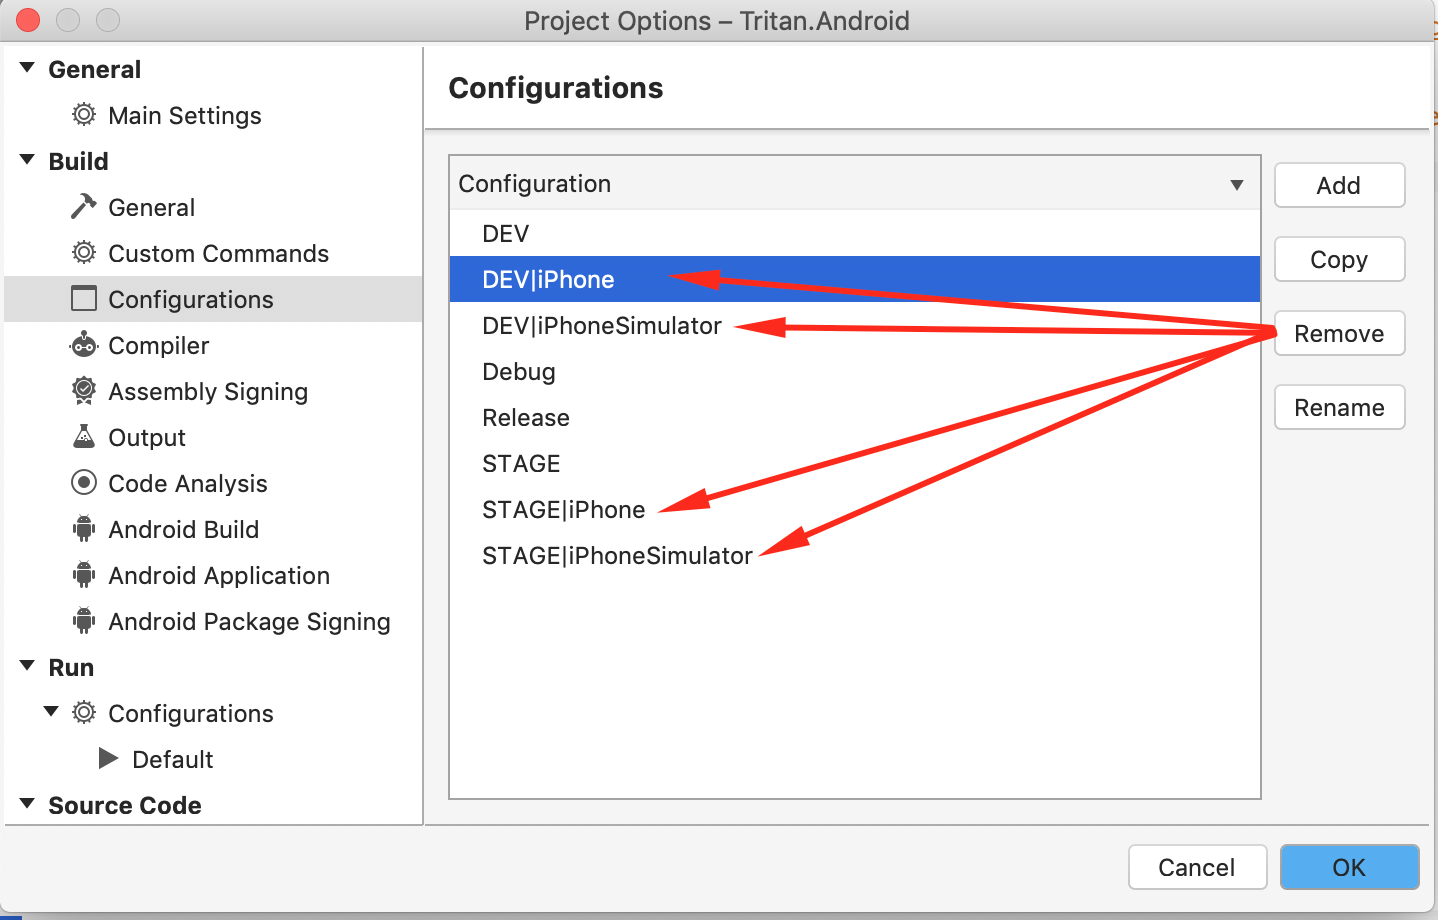 Project Options – Tritan.Android
General
Main Settings
Build
General
Custom Commands
Configurations
Compiler
Assembly Signing
Output
Code Analysis
Android Build
Android Application
Android Package Signing
Run
Configurations
Default
Source Code
Configurations
Configuration
DEV
DEV|iPhone
DEV|iPhoneSimulator
Debug
Release
STAGE
STAGE|iPhone
STAGE|iPhoneSimulator
Add
Copy
Remove
Rename
Cancel
OK